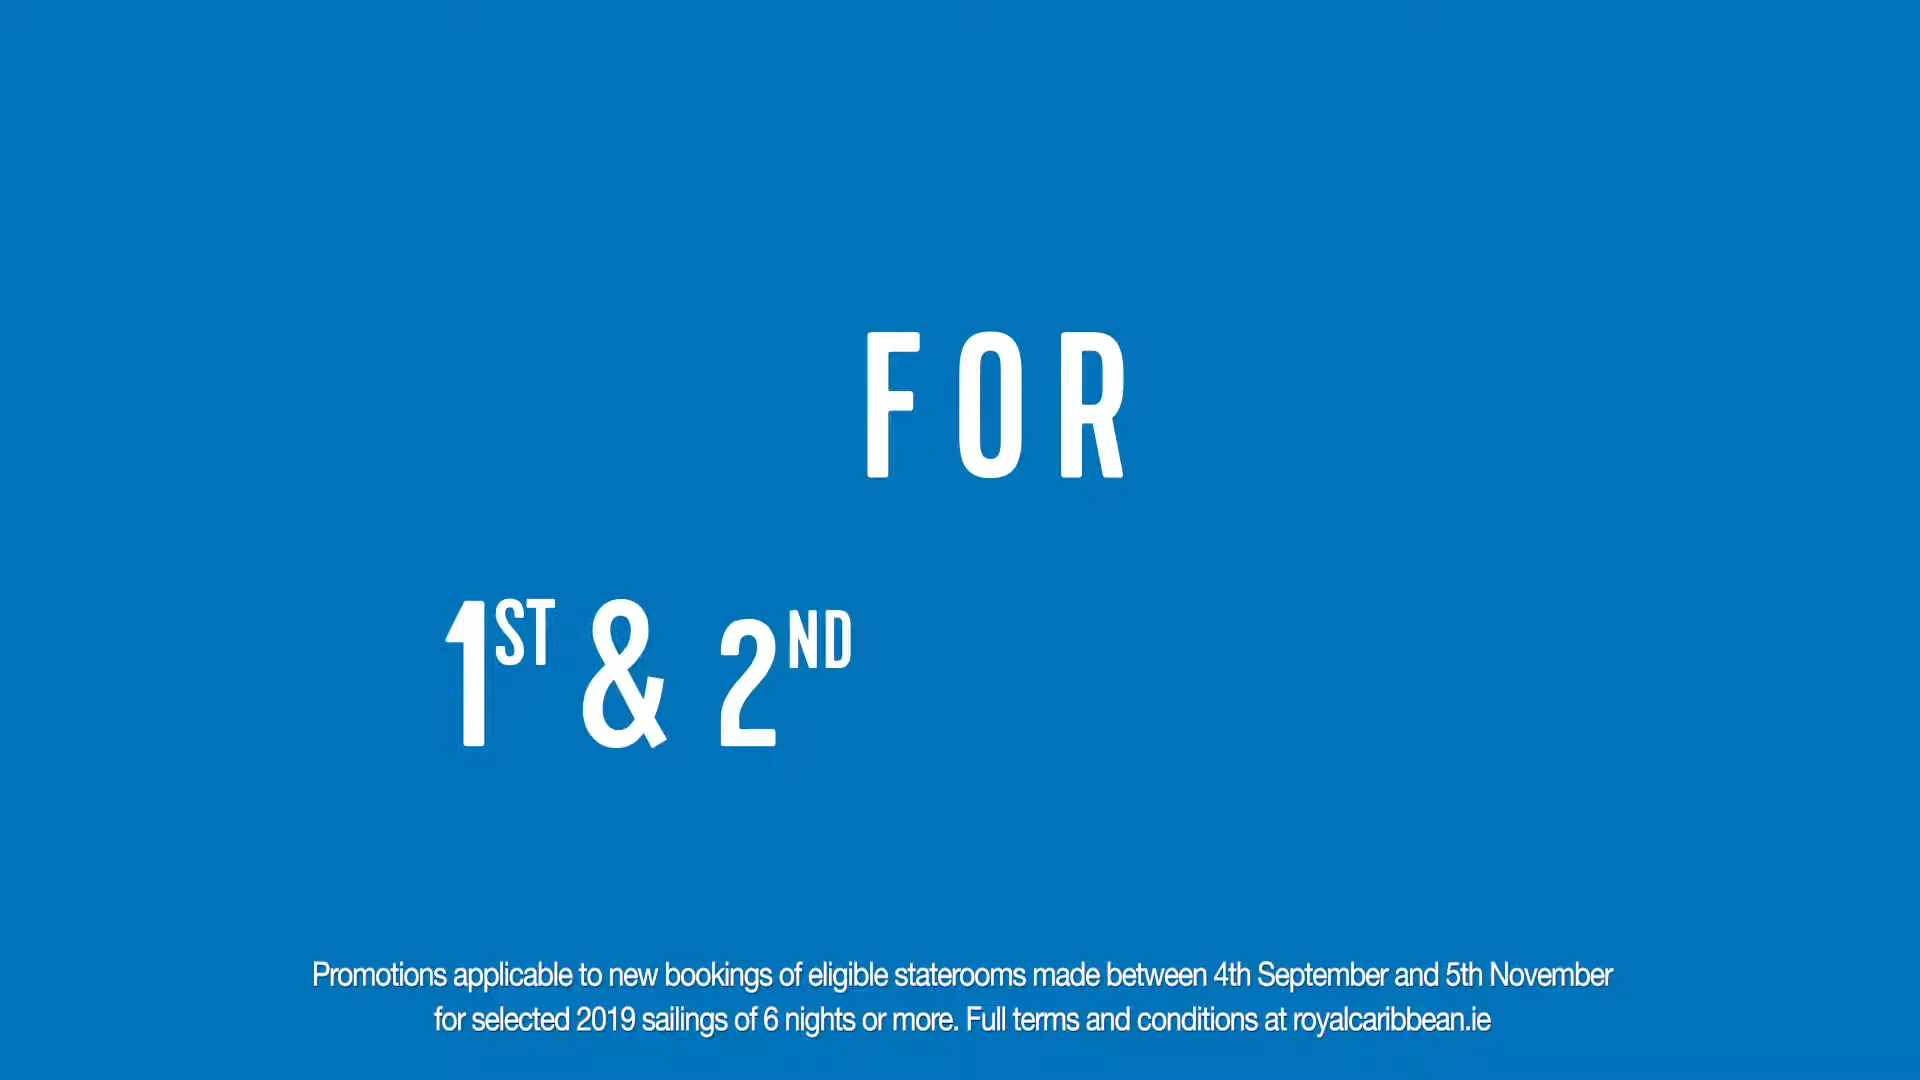 FOR
1ST & 2ND
Promotions applicable to new bookings of eligible staterooms made between 4th September and 5th November
for selected 2019 sailings of 6 nights or more. Full terms and conditions at royalcaribbean.ie